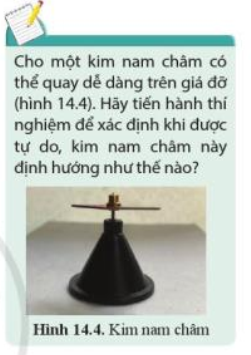 Cho một kim nam châm có
thể quay dễ dàng trên giá đỡ
(hình 14.4). Hãy tiến hành thí
nghiệm để xác định khi được
tự do, kim nam châm này
định hướng như thế nào?
Hình 14.4. Kim nam châm